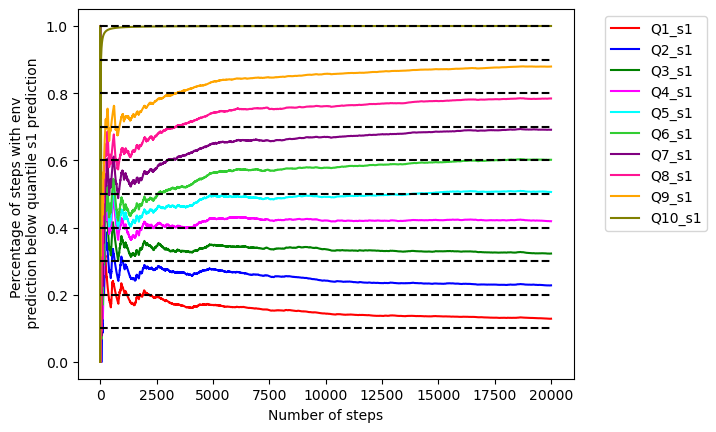 Percentage of steps with env
prediction below quantile s1 prediction
1.0
0.8
0.6
0.4
0.2
0.0
0
2500
5000
7500
10000
12500
15000
17500
20000
Number of steps
Q1_s1
Q2_s1
Q3_s1
Q4_s1
Q5_s1
Q6_s1
Q7_s1
Q8_s1
Q9_s1
Q10_s1